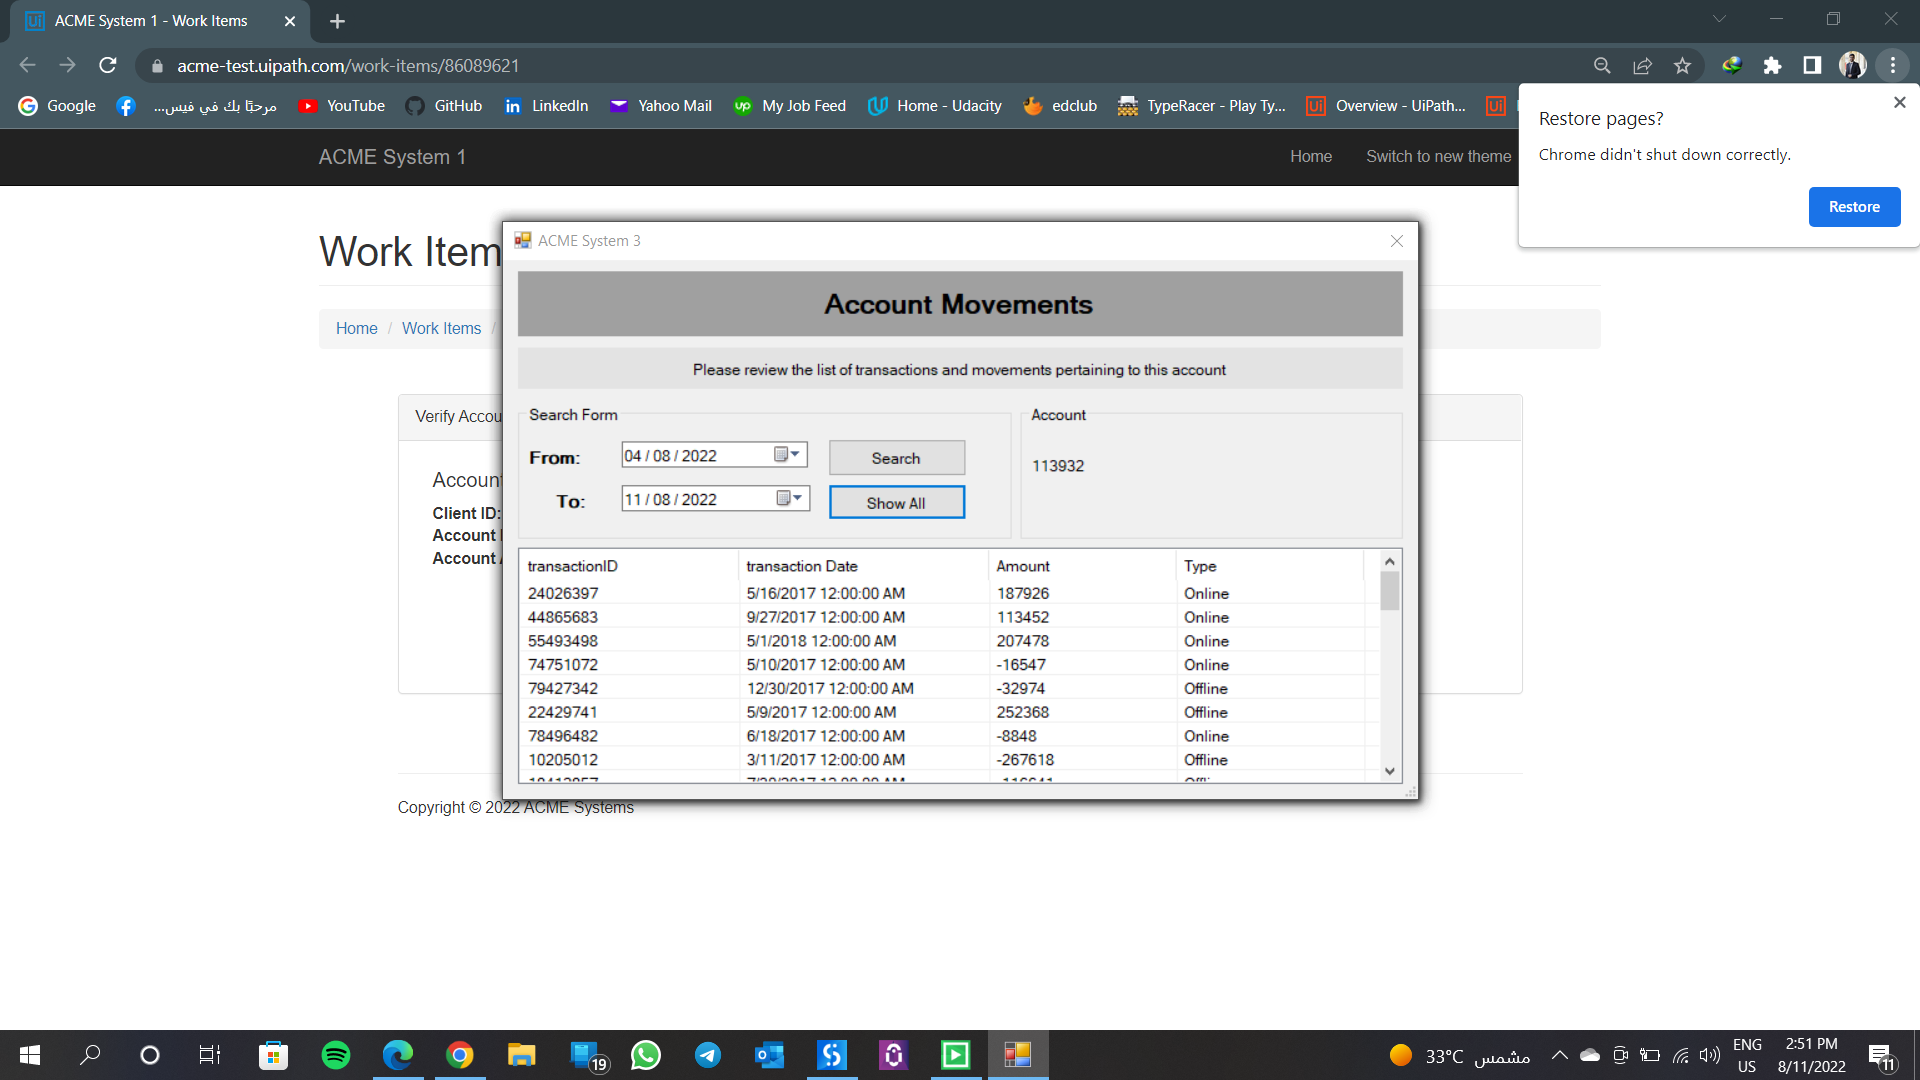 ACME System 1 - Work Items
acme-test.uipath.com/work-items/86089621
Google
مرحبًا بك في فيس...
YouTube
GitHub
LinkedIn
Yahoo Mail
My Job Feed
Home - Udacity
edclub
TypeRacer - Play Ty...
Overview - UiPath...
Restore pages?
Chrome didn't shut down correctly.
Restore
ACME System 1
Home
Switch to new theme
Work Item
Home / Work Items /
Verify Accou
Account
Client ID:
Account
Account A
ACME System 3
Account Movements
Please review the list of transactions and movements pertaining to this account
Search Form
From: 04 / 08 / 2022 Search
To: 11 / 08 / 2022 Show All
Account
113932
transactionID transaction Date Amount Type
24026397 5/16/2017 12:00:00 AM 187926 Online
44865683 9/27/2017 12:00:00 AM 113452 Online
55493498 5/1/2018 12:00:00 AM 207478 Online
74751072 5/10/2017 12:00:00 AM -16547 Online
79427342 12/30/2017 12:00:00 AM -32974 Offline
22429741 5/9/2017 12:00:00 AM 252368 Offline
78496482 6/18/2017 12:00:00 AM -8848 Online
10205012 3/11/2017 12:00:00 AM -267618 Offline
Copyright © 2022 ACME Systems
19
33°C مشمس
ENG
US
2:51 PM
8/11/2022
11